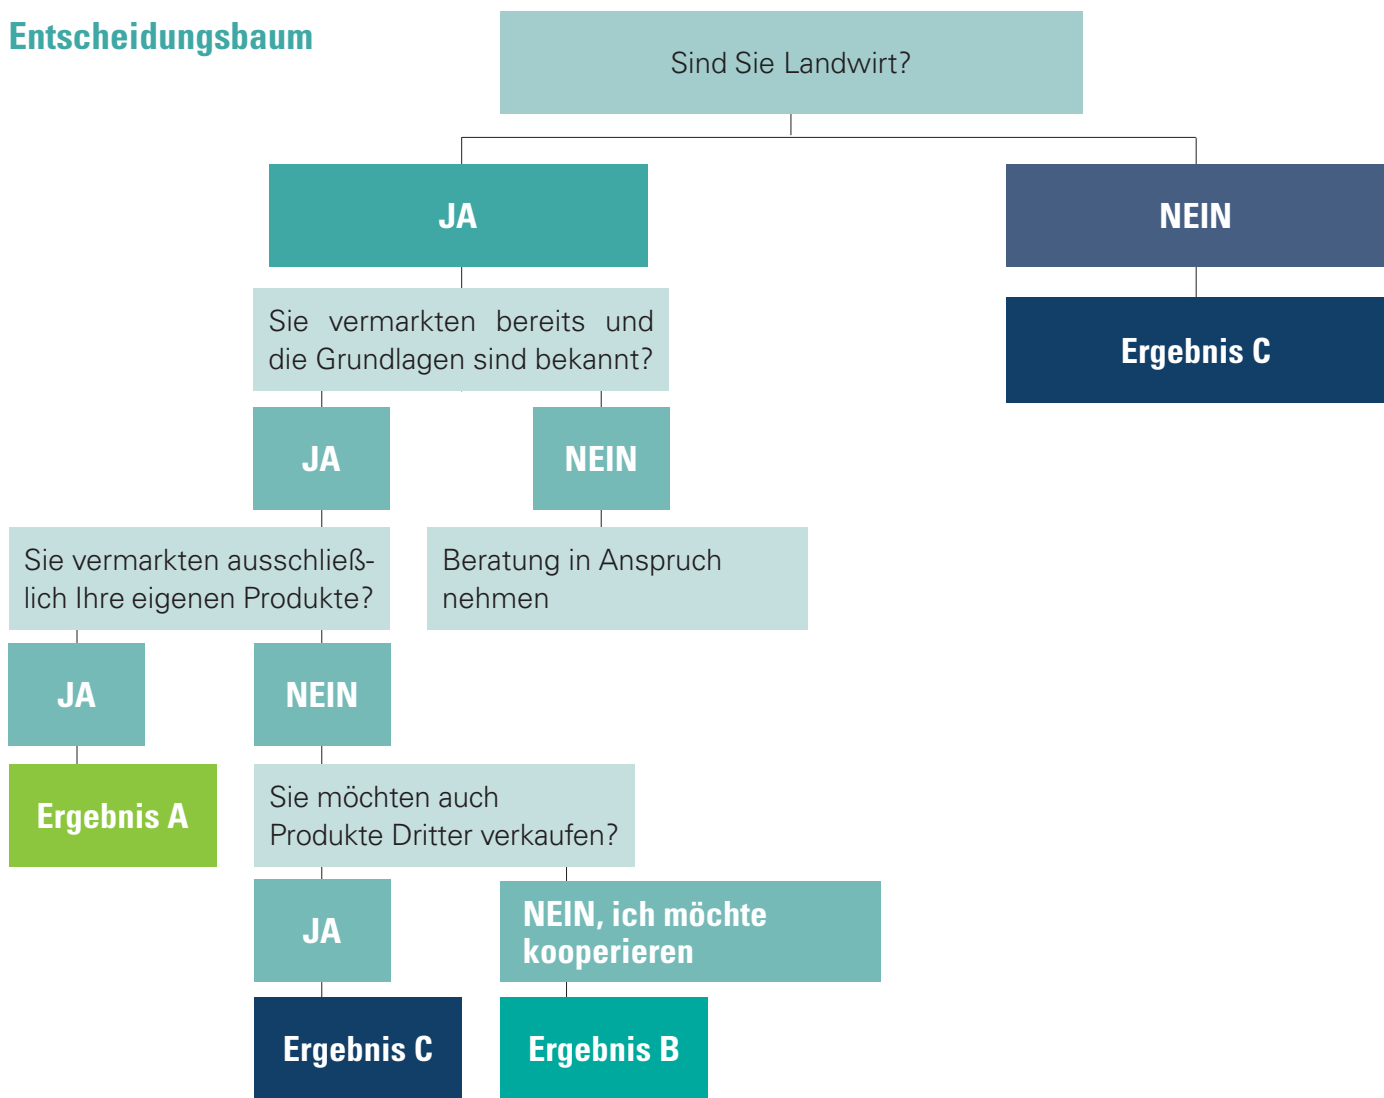 Entscheidungsbaum
Sind Sie Landwirt?
JA
NEIN
Sie vermarkten bereits und
die Grundlagen sind bekannt?
Ergebnis C
JA
NEIN
Sie vermarkten ausschließ-
lich Ihre eigenen Produkte?
Beratung in Anspruch
nehmen
JA
NEIN
Ergebnis A
Sie möchten auch
Produkte Dritter verkaufen?
JA
NEIN, ich möchte
kooperieren
Ergebnis C
Ergebnis B